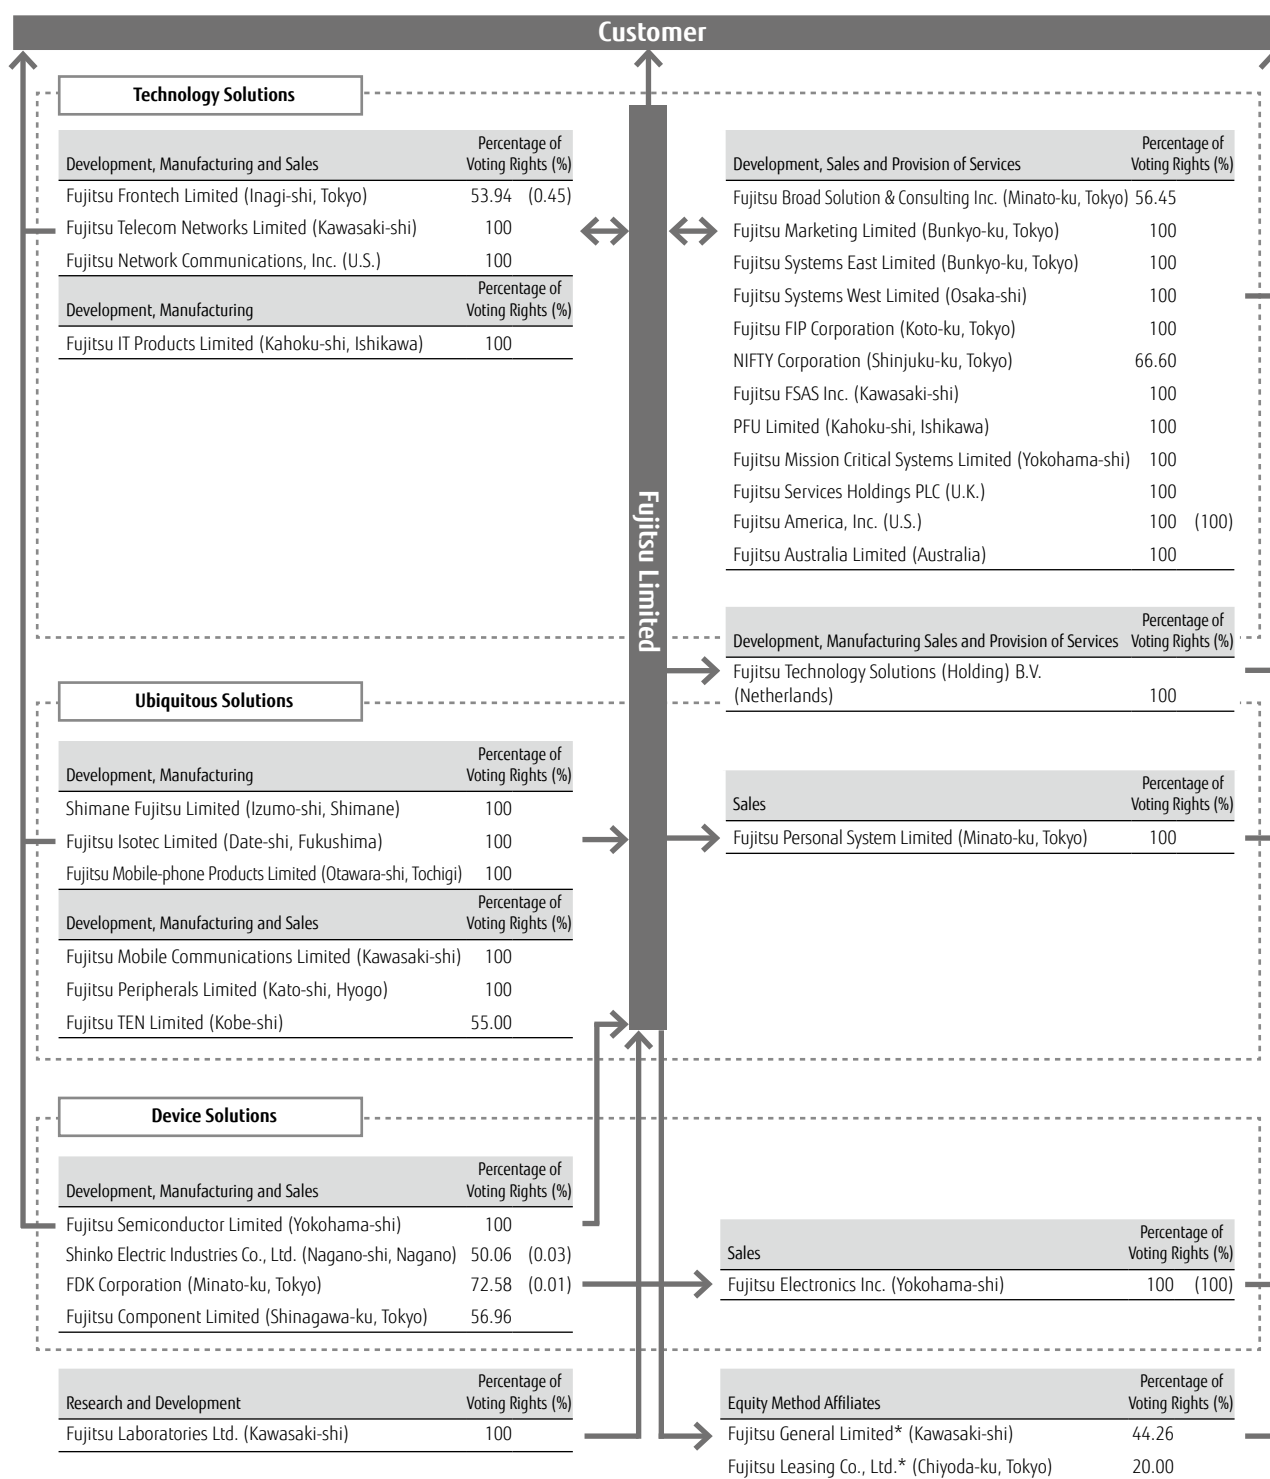 Customer
Technology Solutions
Percentage of
Development, Manufacturing and Sales Voting Rights (%)
Fujitsu Frontech Limited (Inagi-shi, Tokyo) 53.94 (0.45)
Fujitsu Telecom Networks Limited (Kawasaki-shi) 100
Fujitsu Network Communications, Inc. (U.S.) 100
Percentage of
Development, Manufacturing Voting Rights (%)
Fujitsu IT Products Limited (Kahoku-shi, Ishikawa) 100
Fujitsu Limited
Percentage of
Development, Sales and Provision of Services Voting Rights (%)
Fujitsu Broad Solution & Consulting Inc. (Minato-ku, Tokyo) 56.45
Fujitsu Marketing Limited (Bunkyo-ku, Tokyo) 100
Fujitsu Systems East Limited (Bunkyo-ku, Tokyo) 100
Fujitsu Systems West Limited (Osaka-shi) 100
Fujitsu FIP Corporation (Koto-ku, Tokyo) 100
NIFTY Corporation (Shinjuku-ku, Tokyo) 66.60
Fujitsu FSAS Inc. (Kawasaki-shi) 100
PFU Limited (Kahoku-shi, Ishikawa) 100
Fujitsu Mission Critical Systems Limited (Yokohama-shi) 100
Fujitsu Services Holdings PLC (U.K.) 100
Fujitsu America, Inc. (U.S.) 100 (100)
Fujitsu Australia Limited (Australia) 100
Percentage of
Development, Manufacturing Sales and Provision of Services Voting Rights (%)
Fujitsu Technology Solutions (Holding) B.V.
(Netherlands) 100
Ubiquitous Solutions
Percentage of
Development, Manufacturing Voting Rights (%)
Shimane Fujitsu Limited (Izumo-shi, Shimane) 100
Fujitsu Isotec Limited (Date-shi, Fukushima) 100
Fujitsu Mobile-phone Products Limited (Otawara-shi, Tochigi) 100
Percentage of
Development, Manufacturing and Sales Voting Rights (%)
Fujitsu Mobile Communications Limited (Kawasaki-shi) 100
Fujitsu Peripherals Limited (Kato-shi, Hyogo) 100
Fujitsu TEN Limited (Kobe-shi) 55.00
Percentage of
Sales Voting Rights (%)
Fujitsu Personal System Limited (Minato-ku, Tokyo) 100
Device Solutions
Percentage of
Development, Manufacturing and Sales Voting Rights (%)
Fujitsu Semiconductor Limited (Yokohama-shi) 100
Shinko Electric Industries Co., Ltd. (Nagano-shi, Nagano) 50.06 (0.03)
FDK Corporation (Minato-ku, Tokyo) 72.58 (0.01)
Fujitsu Component Limited (Shinagawa-ku, Tokyo) 56.96
Percentage of
Sales Voting Rights (%)
Fujitsu Electronics Inc. (Yokohama-shi) 100 (100)
Percentage of
Research and Development Voting Rights (%)
Fujitsu Laboratories Ltd. (Kawasaki-shi) 100
Percentage of
Equity Method Affiliates Voting Rights (%)
Fujitsu General Limited* (Kawasaki-shi) 44.26
Fujitsu Leasing Co., Ltd.* (Chiyoda-ku, Tokyo) 20.00